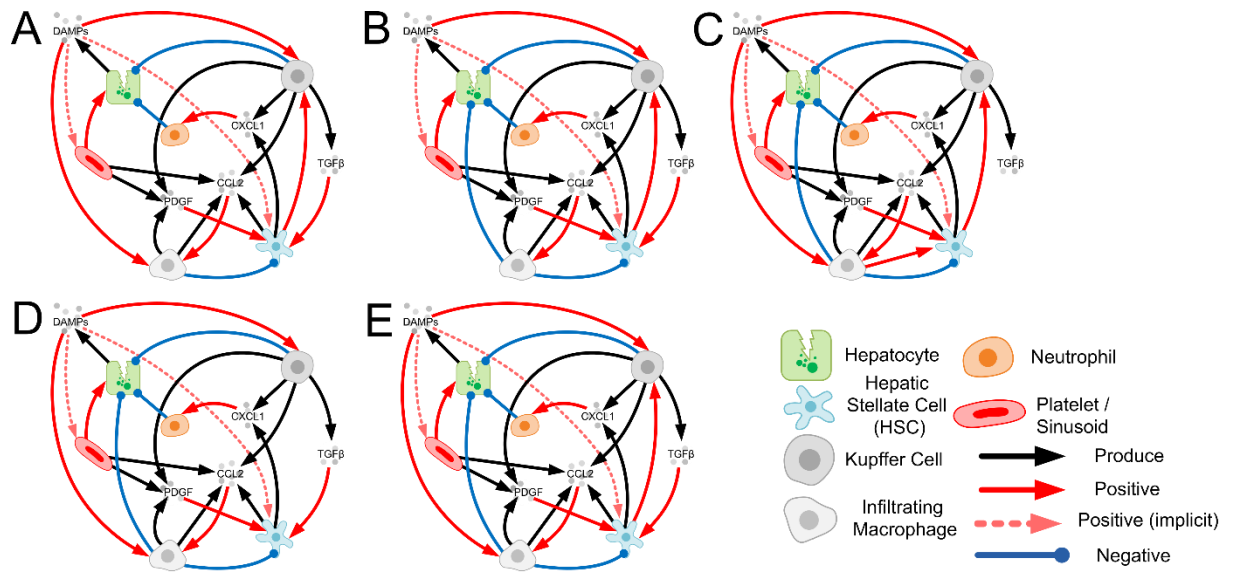 A
DAMPs
CXCL1
TGFβ
CCL2
PDGF
B
DAMPs
CXCL1
TGFβ
CCL2
PDGF
C
DAMPs
CXCL1
TGFβ
CCL2
PDGF
D
DAMPs
CXCL1
TGFβ
CCL2
PDGF
E
DAMPs
CXCL1
TGFβ
CCL2
PDGF
Hepatocyte
Hepatic
Stellate Cell
(HSC)
Kupffer Cell
Infiltrating
Macrophage
Neutrophil
Platelet /
Sinusoid
Produce
Positive
Positive (implicit)
Negative